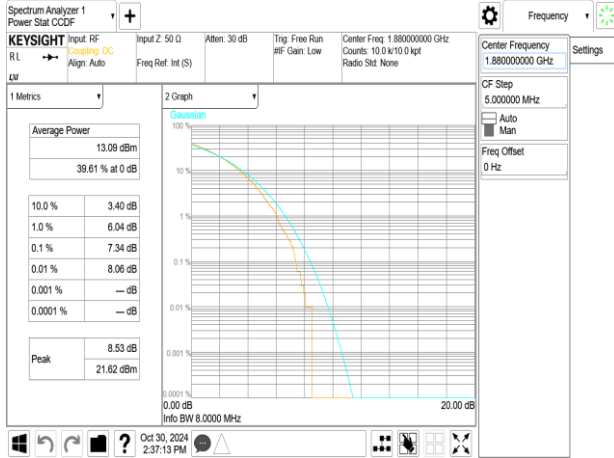 Spectrum Analyzer 1
Power Stat CCDF
+
KEYSIGHT
RL
LXI
Input: RF
Coupling: DC
Align: Auto
Input Z: 50 Ω
Freq Ref: Int (S)
Atten: 30 dB
Trig: Free Run
#IF Gain: Low
Center Freq: 1.880000000 GHz
Counts: 10.0 k/10.0 kpt
Radio Std: None
1 Metrics
Average Power
13.09 dBm
39.61 % at 0 dB
10.0 % 3.40 dB
1.0 % 6.04 dB
0.1 % 7.34 dB
0.01 % 8.06 dB
0.001 % --- dB
0.0001 % --- dB
Peak
8.53 dB
21.62 dBm
2 Graph
Gaussian
100 %
10 %
1 %
0.1 %
0.01 %
0.001 %
0.0001 %
0.00 dB 20.00 dB
Info BW 8.0000 MHz
Frequency
Settings
Center Frequency
1.880000000 GHz
CF Step
5.000000 MHz
Auto
Man
Freq Offset
0 Hz
?
Oct 30, 2024
2:37:13 PM